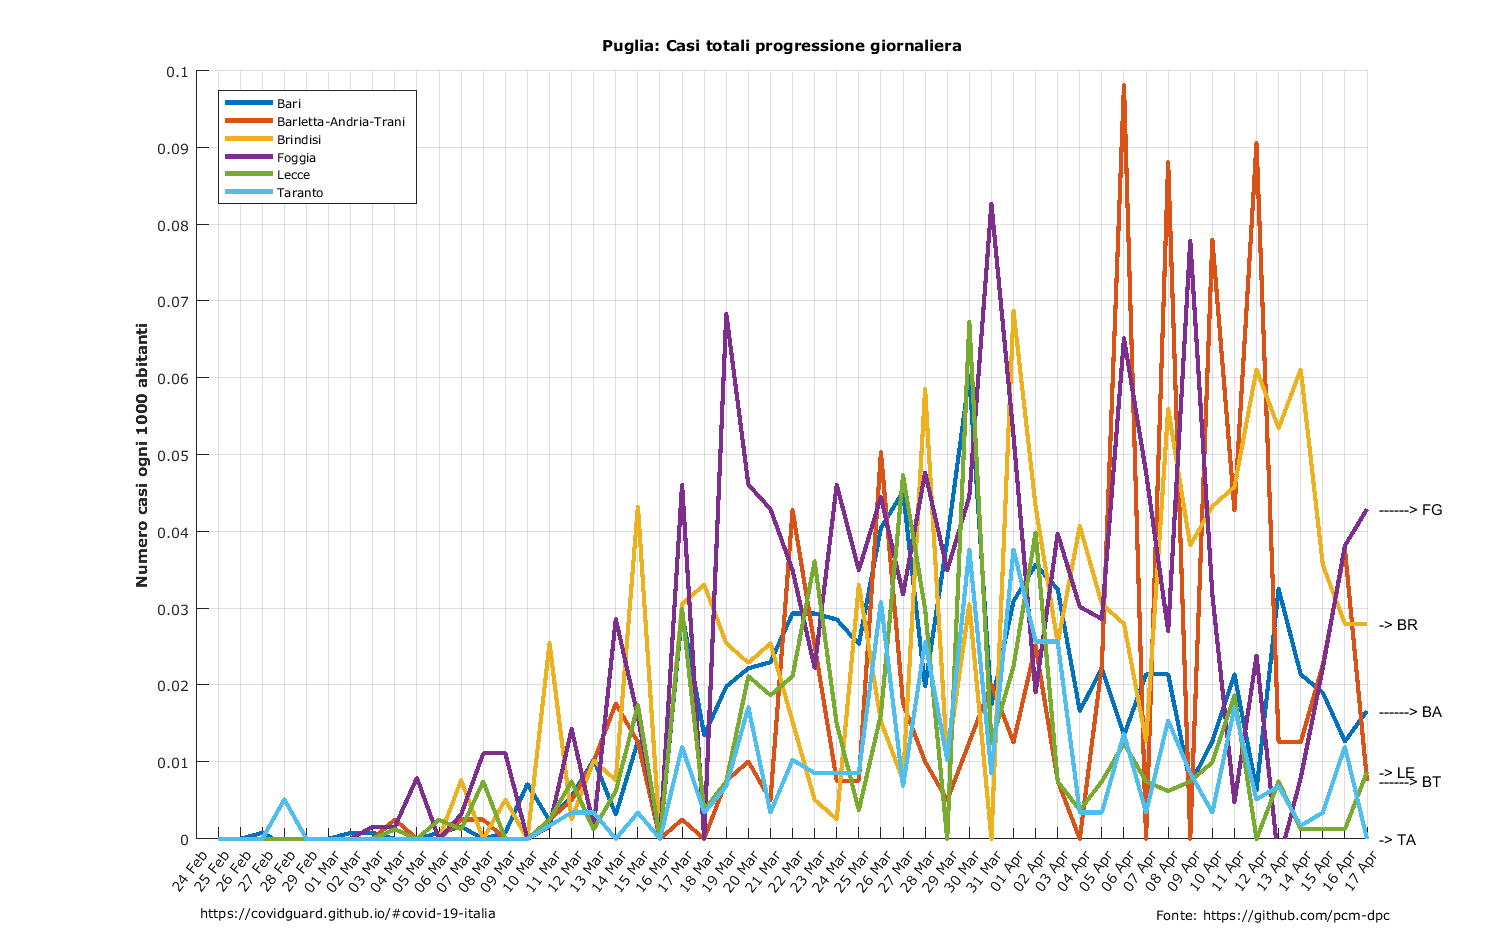 Puglia: Casi totali progressione giornaliera
Numero casi ogni 1000 abitanti
0.1
0.09
0.08
0.07
0.06
0.05
0.04
0.03
0.02
0.01
0
Bari
Barletta-Andria-Trani
Brindisi
Foggia
Lecce
Taranto
------> FG
-> BR
------> BA
-> LE
------> BT
-> TA
24 Feb
25 Feb
26 Feb
27 Feb
28 Feb
29 Feb
01 Mar
02 Mar
03 Mar
04 Mar
05 Mar
06 Mar
07 Mar
08 Mar
09 Mar
10 Mar
11 Mar
12 Mar
13 Mar
14 Mar
15 Mar
16 Mar
17 Mar
18 Mar
19 Mar
20 Mar
21 Mar
22 Mar
23 Mar
24 Mar
25 Mar
26 Mar
27 Mar
28 Mar
29 Mar
30 Mar
31 Mar
01 Apr
02 Apr
03 Apr
04 Apr
05 Apr
06 Apr
07 Apr
08 Apr
09 Apr
10 Apr
11 Apr
12 Apr
13 Apr
14 Apr
15 Apr
16 Apr
17 Apr
https://covidguard.github.io/#covid-19-italia
Fonte: https://github.com/pcm-dpc